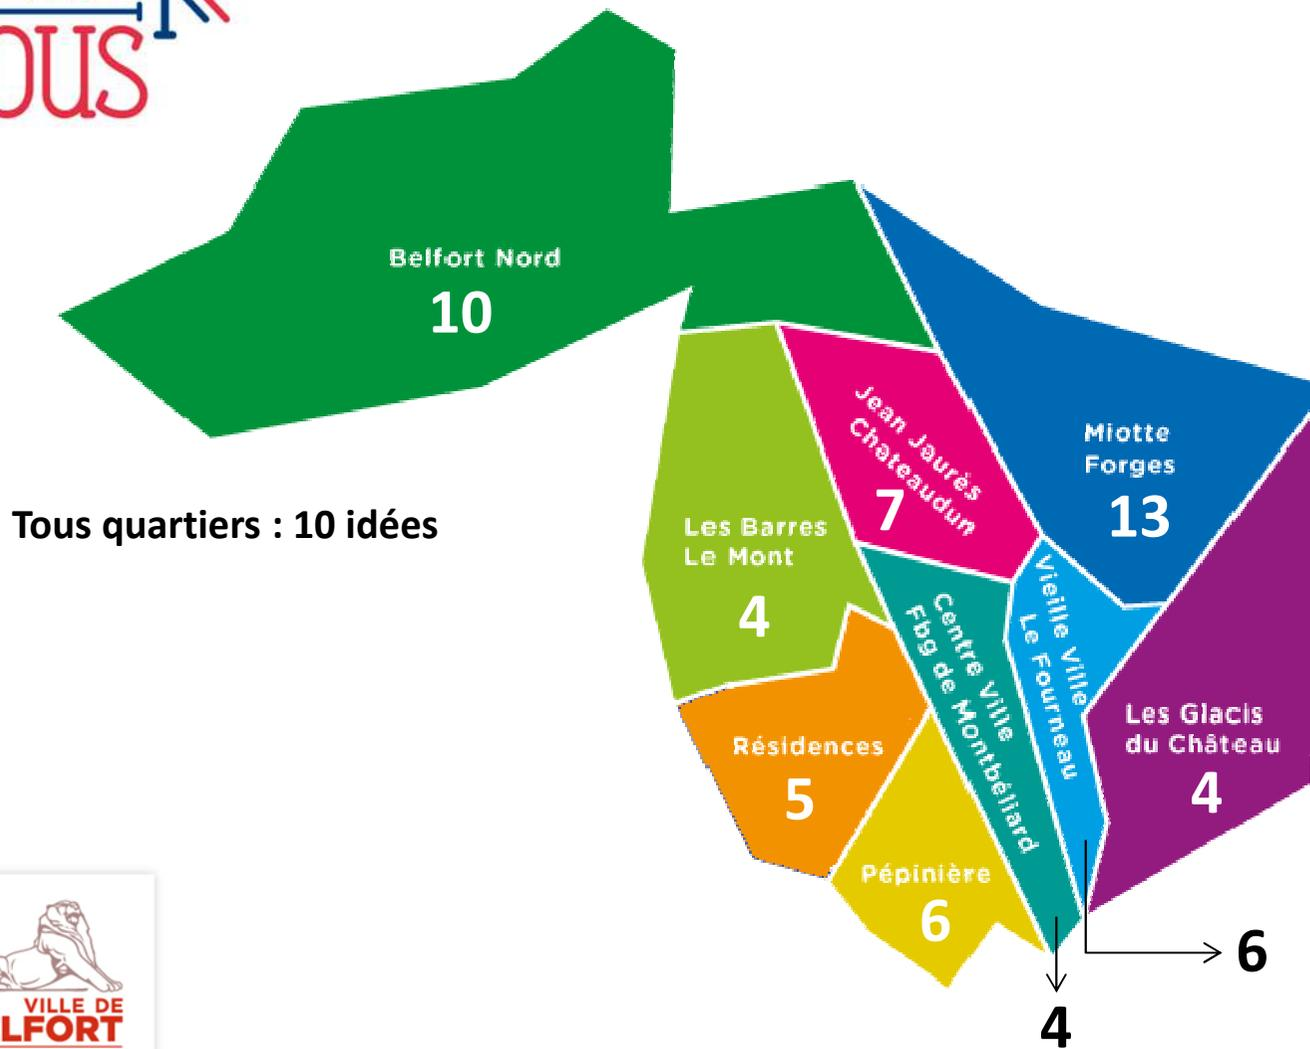 OUS
Belfort Nord
10
Jean Jaurès
Chateaudun
7
Miotte
Forges
13
Tous quartiers : 10 idées
Les Barres
Le Mont
4
Centre Ville
Fbg de Montbéliard
Vieille Ville
Le Fourneau
Les Glacis
du Château
4
Résidences
5
Pépinière
6
6
4
VILLE DE
LFORT